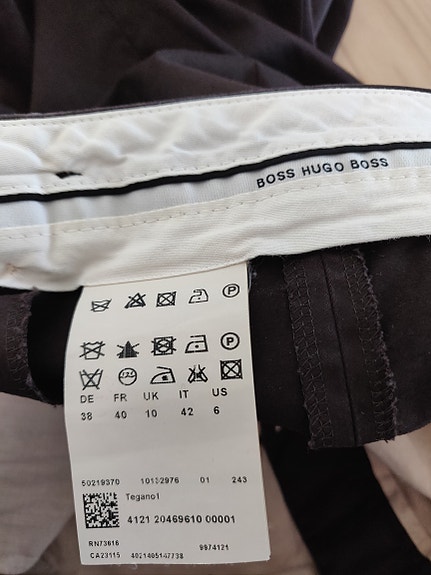 BOSS HUGO BOSS
DE FR UK IT US
38 40 10 42 6
50219370 10132976 01 243
Tegano1
4121 20469610 00001
RN73616
CA23115 4021405147738 9974121